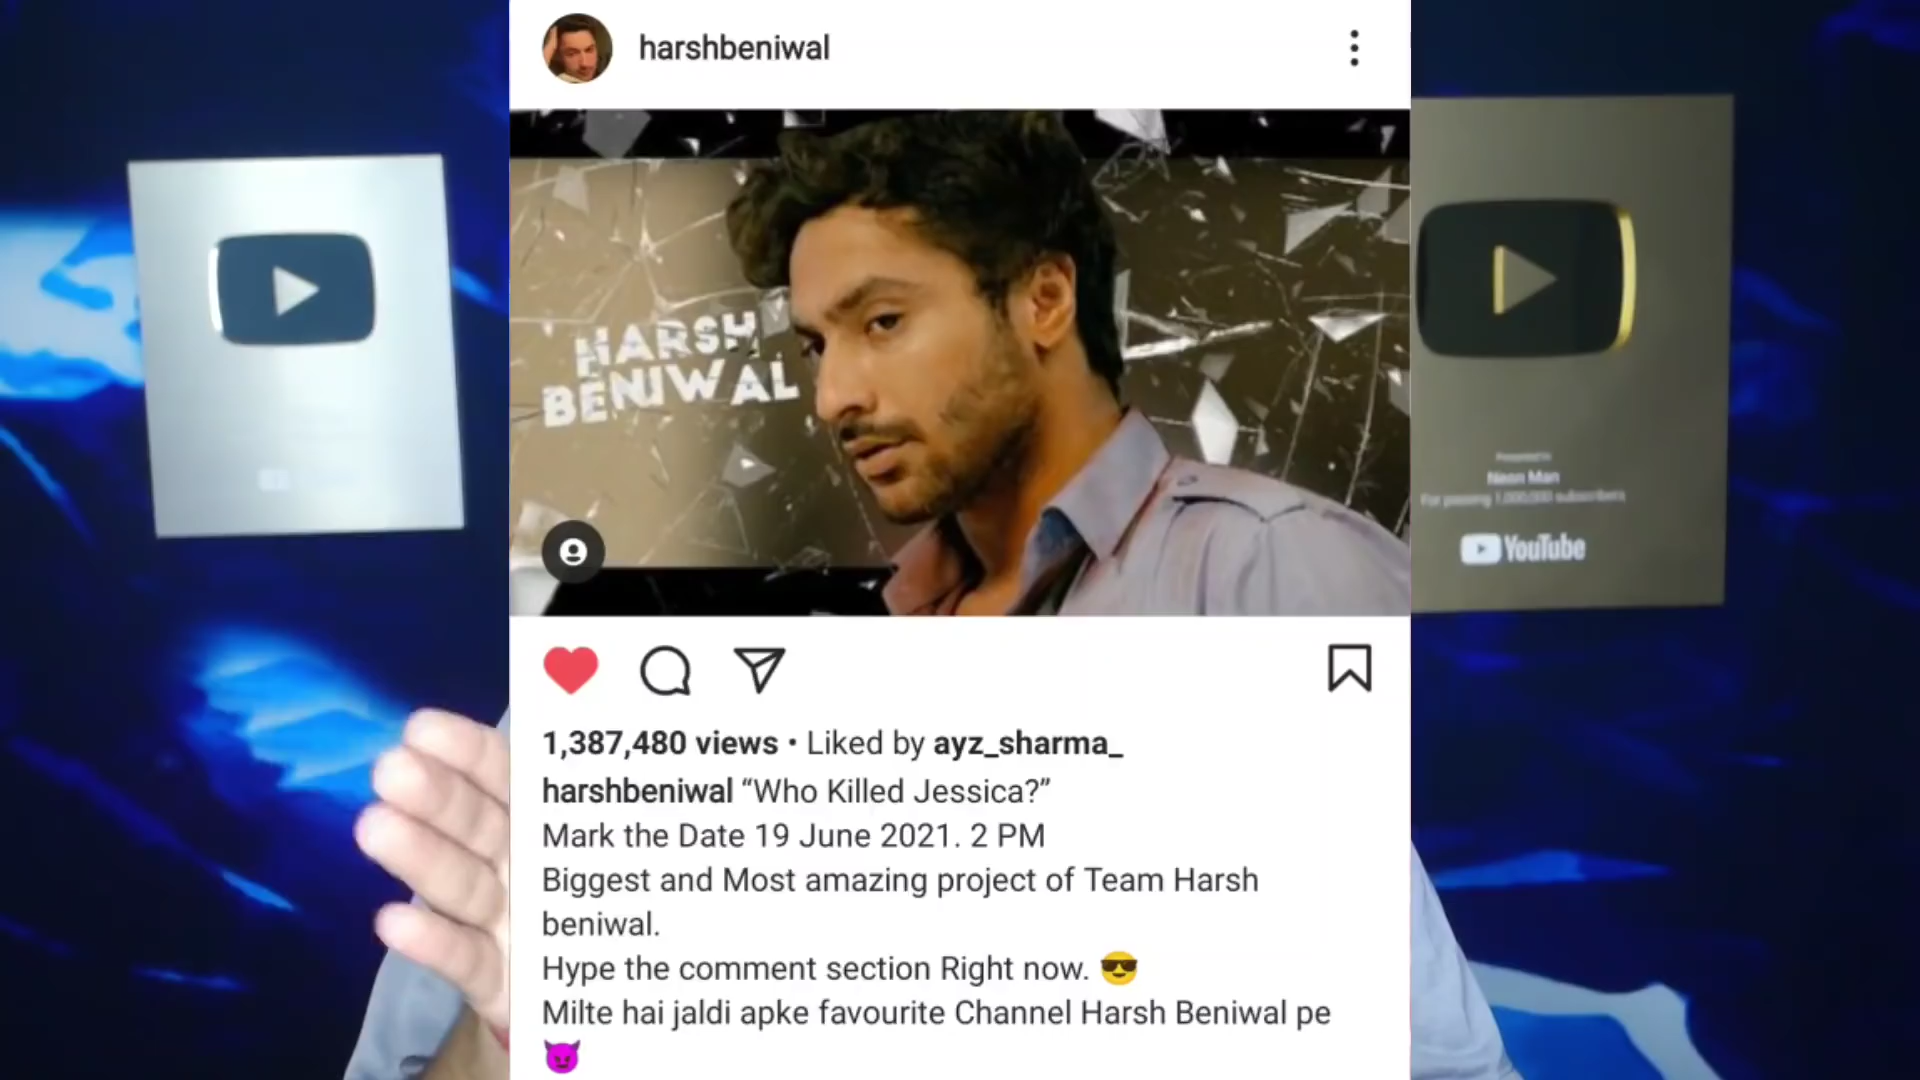 harshbeniwal
HARSH
BENIWAL
1,387,480 views • Liked by ayz_sharma_
harshbeniwal “Who Killed Jessica?”
Mark the Date 19 June 2021. 2 PM
Biggest and Most amazing project of Team Harsh
beniwal.
Hype the comment section Right now. 😎
Milte hai jaldi apke favourite Channel Harsh Beniwal pe
😈
Presented to
Neon Man
For passing 1,000,000 subscribers
YouTube